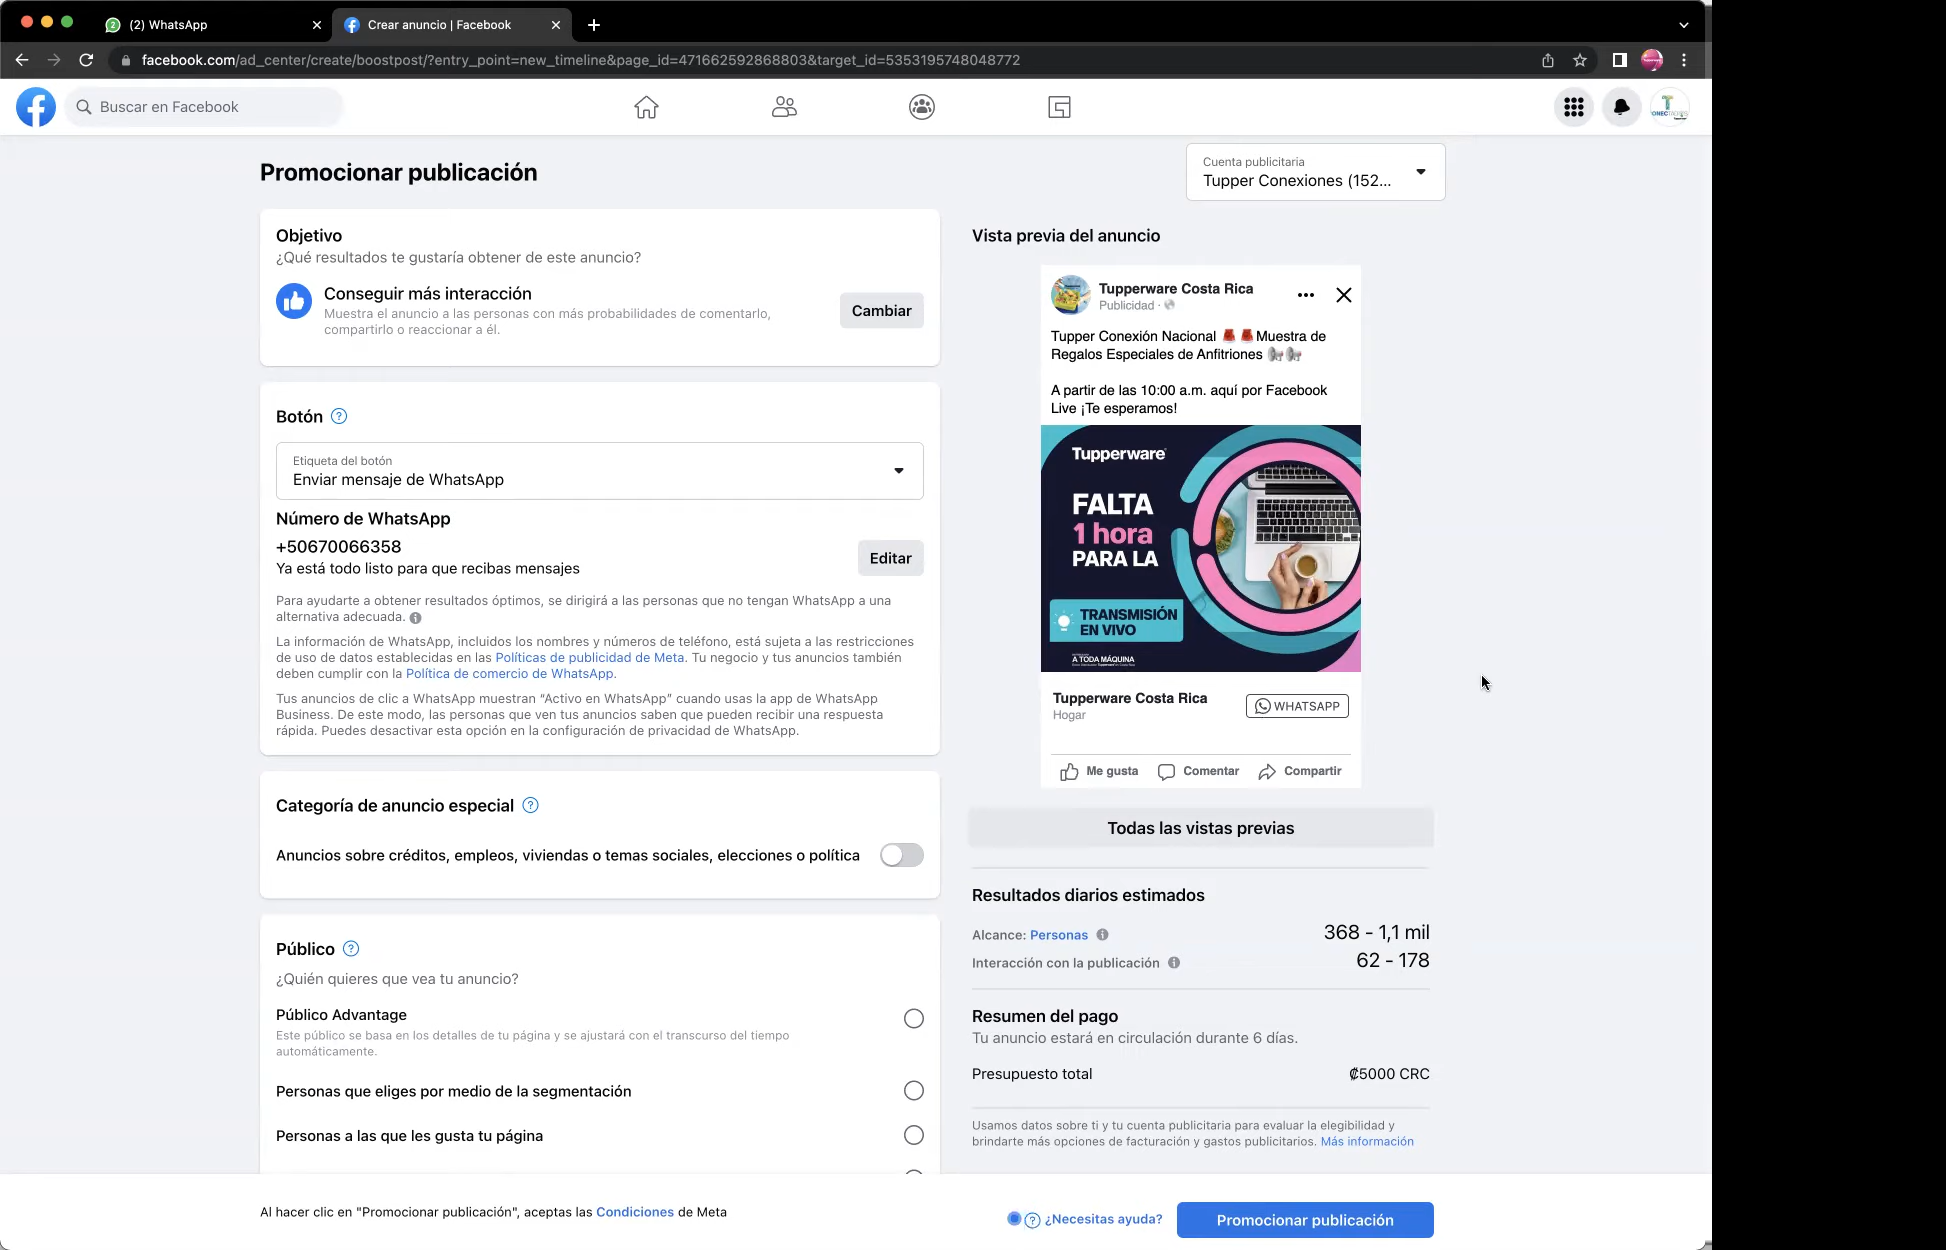 (2) WhatsApp
Crear anuncio | Facebook
facebook.com/ad_center/create/boostpost/?entry_point=new_timeline&page_id=471662592868803&target_id=5353195748048772
Buscar en Facebook
Promocionar publicación
Cuenta publicitaria
Tupper Conexiones (152...
Objetivo
¿Qué resultados te gustaría obtener de este anuncio?
Conseguir más interacción
Muestra el anuncio a las personas con más probabilidades de comentarlo,
compartirlo o reaccionar a él.
Cambiar
Botón
Etiqueta del botón
Enviar mensaje de WhatsApp
Número de WhatsApp
+50670066358
Ya está todo listo para que recibas mensajes
Editar
Para ayudarte a obtener resultados óptimos, se dirigirá a las personas que no tengan WhatsApp a una
alternativa adecuada.
La información de WhatsApp, incluidos los nombres y números de teléfono, está sujeta a las restricciones
de uso de datos establecidas en las Políticas de publicidad de Meta. Tu negocio y tus anuncios también
deben cumplir con la Política de comercio de WhatsApp.
Tus anuncios de clic a WhatsApp muestran “Activo en WhatsApp” cuando usas la app de WhatsApp
Business. De este modo, las personas que ven tus anuncios saben que pueden recibir una respuesta
rápida. Puedes desactivar esta opción en la configuración de privacidad de WhatsApp.
Categoría de anuncio especial
Anuncios sobre créditos, empleos, viviendas o temas sociales, elecciones o política
Público
¿Quién quieres que vea tu anuncio?
Público Advantage
Este público se basa en los detalles de tu página y se ajustará con el transcurso del tiempo
automáticamente.
Personas que eliges por medio de la segmentación
Personas a las que les gusta tu página
Vista previa del anuncio
Tupperware Costa Rica
Publicidad ·
Tupper Conexión Nacional Muestra de
Regalos Especiales de Anfitriones
A partir de las 10:00 a.m. aquí por Facebook
Live ¡Te esperamos!
Tupperware
FALTA
1 hora
PARA LA
TRANSMISIÓN
EN VIVO
A TODA MÁQUINA
Tupperware Costa Rica
Hogar
WHATSAPP
Me gusta
Comentar
Compartir
Todas las vistas previas
Resultados diarios estimados
Alcance: Personas
368 - 1,1 mil
Interacción con la publicación
62 - 178
Resumen del pago
Tu anuncio estará en circulación durante 6 días.
Presupuesto total
₡5000 CRC
Usamos datos sobre ti y tu cuenta publicitaria para evaluar la elegibilidad y
brindarte más opciones de facturación y gastos publicitarios. Más información
Al hacer clic en "Promocionar publicación", aceptas las Condiciones de Meta
¿Necesitas ayuda?
Promocionar publicación